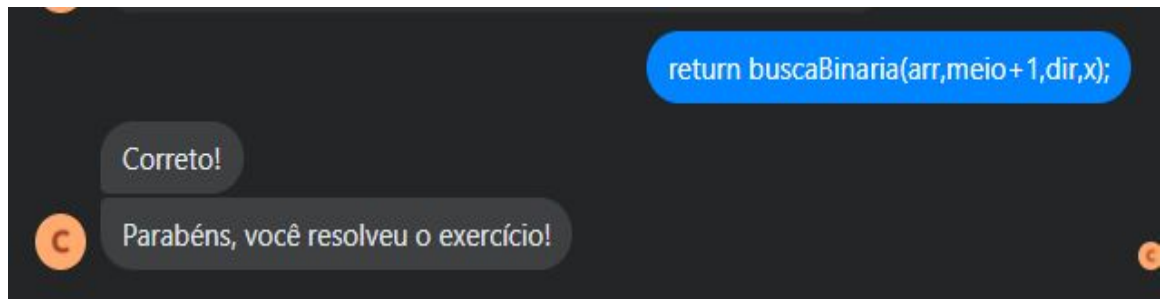 return buscaBinaria(arr,meio+1,dir,x);
Correto!
Parabéns, você resolveu o exercício!
C
C